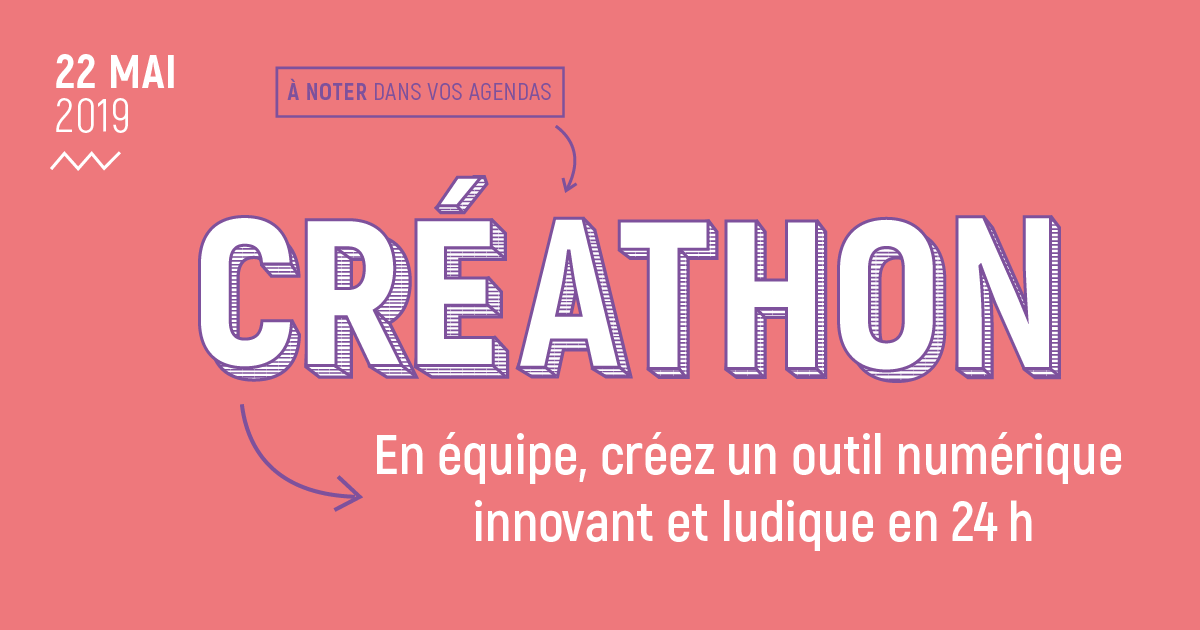 22 MAI
2019
À NOTER DANS VOS AGENDAS
CRÉATHON
En équipe, créez un outil numérique
innovant et ludique en 24 h